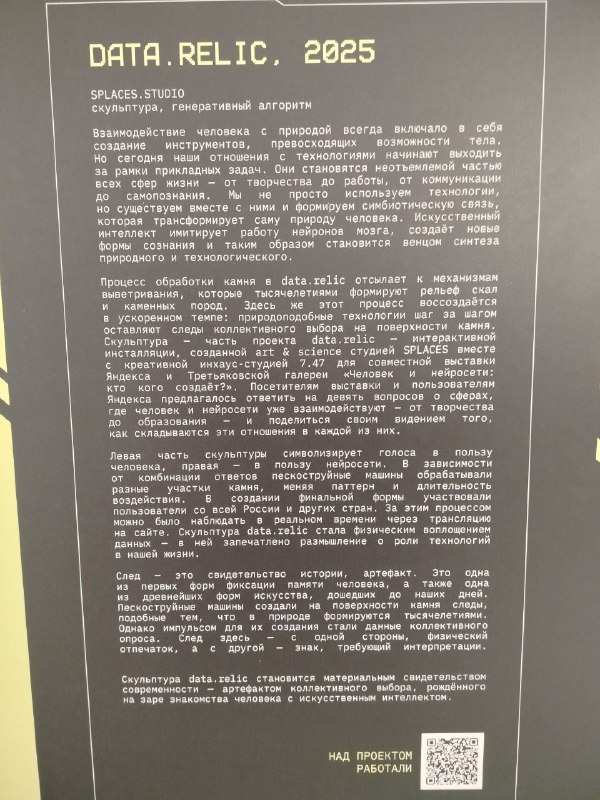 DATA.RELIC, 2025
SPLACES.STUDIO
скульптура, генеративный алгоритм
Взаимодействие человека с природой всегда включало в себя
создание инструментов, превосходящих возможности тела.
Но сегодня наши отношения с технологиями начинают выходить
за рамки прикладных задач. Они становятся неотъемлемой частью
всех сфер жизни — от творчества до работы, от коммуникации
до самопознания. Мы не просто используем технологии,
но существуем вместе с ними и формируем симбиотическую связь,
которая трансформирует саму природу человека. Искусственный
интеллект имитирует работу нейронов мозга, создаёт новые
формы сознания и таким образом становится венцом синтеза
природного и технологического.
Процесс обработки камня в data.relic отсылает к механизмам
выветривания, которые тысячелетиями формируют рельеф скал
и каменных пород. Здесь же этот процесс воссоздаётся
в ускоренном темпе: природоподобные технологии шаг за шагом
оставляют следы коллективного выбора на поверхности камня.
Скульптура — часть проекта data.relic — интерактивной
инсталляции, созданной art & science студией SPLACES вместе
с креативной инхаус-студией 7.47 для совместной выставки
Яндекса и Третьяковской галереи «Человек и нейросети:
кто кого создаёт?». Посетителям выставки и пользователям
Яндекса предлагалось ответить на девять вопросов о сферах,
где человек и нейросети уже взаимодействуют — от творчества
до образования — и поделиться своим видением того,
как складываются эти отношения в каждой из них.
Левая часть скульптуры символизирует голоса в пользу
человека, правая — в пользу нейросети. В зависимости
от комбинации ответов пескоструйные машины обрабатывали
разные участки камня, меняя паттерн и длительность
воздействия. В создании финальной формы участвовали
пользователи со всей России и других стран. За этим процессом
можно было наблюдать в реальном времени через трансляцию
на сайте. Скульптура data.relic стала физическим воплощением
данных — в ней запечатлено размышление о роли технологий
в нашей жизни.
След — это свидетельство истории, артефакт. Это одна
из первых форм фиксации памяти человека, а также одна
из древнейших форм искусства, дошедших до наших дней.
Пескоструйные машины создали на поверхности камня следы,
подобные тем, что в природе формируются тысячелетиями.
Однако импульсом для их создания стали данные коллективного
опроса. След здесь — с одной стороны, физический
отпечаток, а с другой — знак, требующий интерпретации.
Скульптура data.relic становится материальным свидетельством
современности — артефактом коллективного выбора, рождённого
на заре знакомства человека с искусственным интеллектом.
НАД ПРОЕКТОМ
РАБОТАЛИ